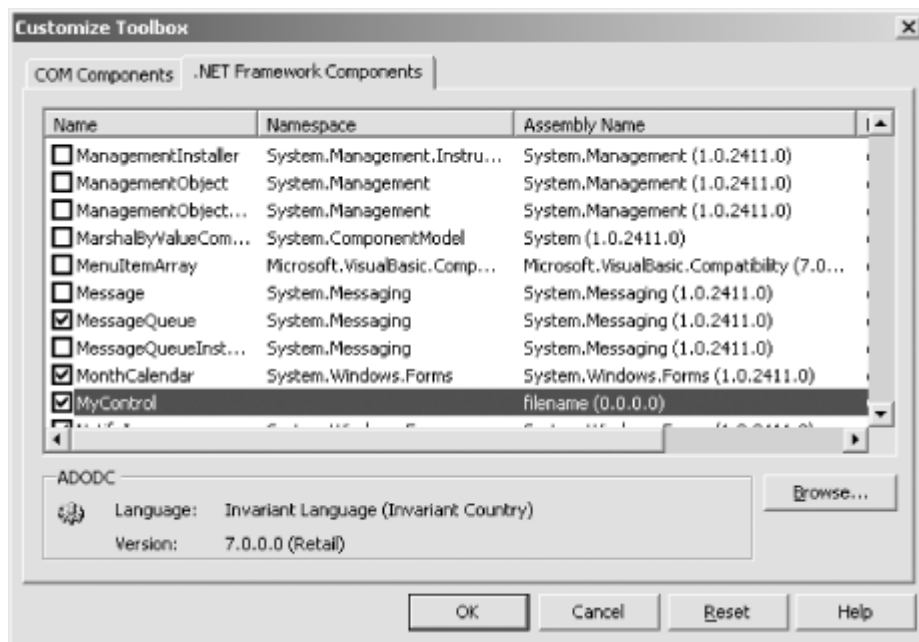 Customize Toolbox
COM Components .NET Framework Components
Name Namespace Assembly Name
ManagementInstaller System.Management.Instru... System.Management (1.0.2411.0)
ManagementObject System.Management System.Management (1.0.2411.0)
ManagementObject... System.Management System.Management (1.0.2411.0)
MarshalByValueCom... System.ComponentModel System (1.0.2411.0)
MenuItemArray Microsoft.VisualBasic.Comp... Microsoft.VisualBasic.Compatibility (7.0...
Message System.Messaging System.Messaging (1.0.2411.0)
MessageQueue System.Messaging System.Messaging (1.0.2411.0)
MessageQueueInst... System.Messaging System.Messaging (1.0.2411.0)
MonthCalendar System.Windows.Forms System.Windows.Forms (1.0.2411.0)
MyControl filename (0.0.0.0)
ADODC
Browse...
Language: Invariant Language (Invariant Country)
Version: 7.0.0.0 (Retail)
OK Cancel Reset Help